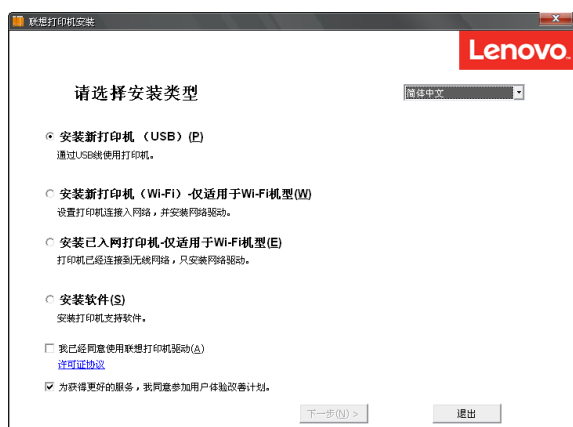 联想打印机安装
Lenovo
请选择安装类型
简体中文
安装新打印机 （USB）(P)
通过USB线使用打印机。
安装新打印机（Wi-Fi）-仅适用于Wi-Fi机型(W)
设置打印机连接入网络，并安装网络驱动。
安装已入网打印机-仅适用于Wi-Fi机型(E)
打印机已经连接到无线网络，只安装网络驱动。
安装软件(S)
安装打印机支持软件。
我已经同意使用联想打印机驱动(A)
许可证协议
为获得更好的服务，我同意参加用户体验改善计划。
下一步(N) >
退出